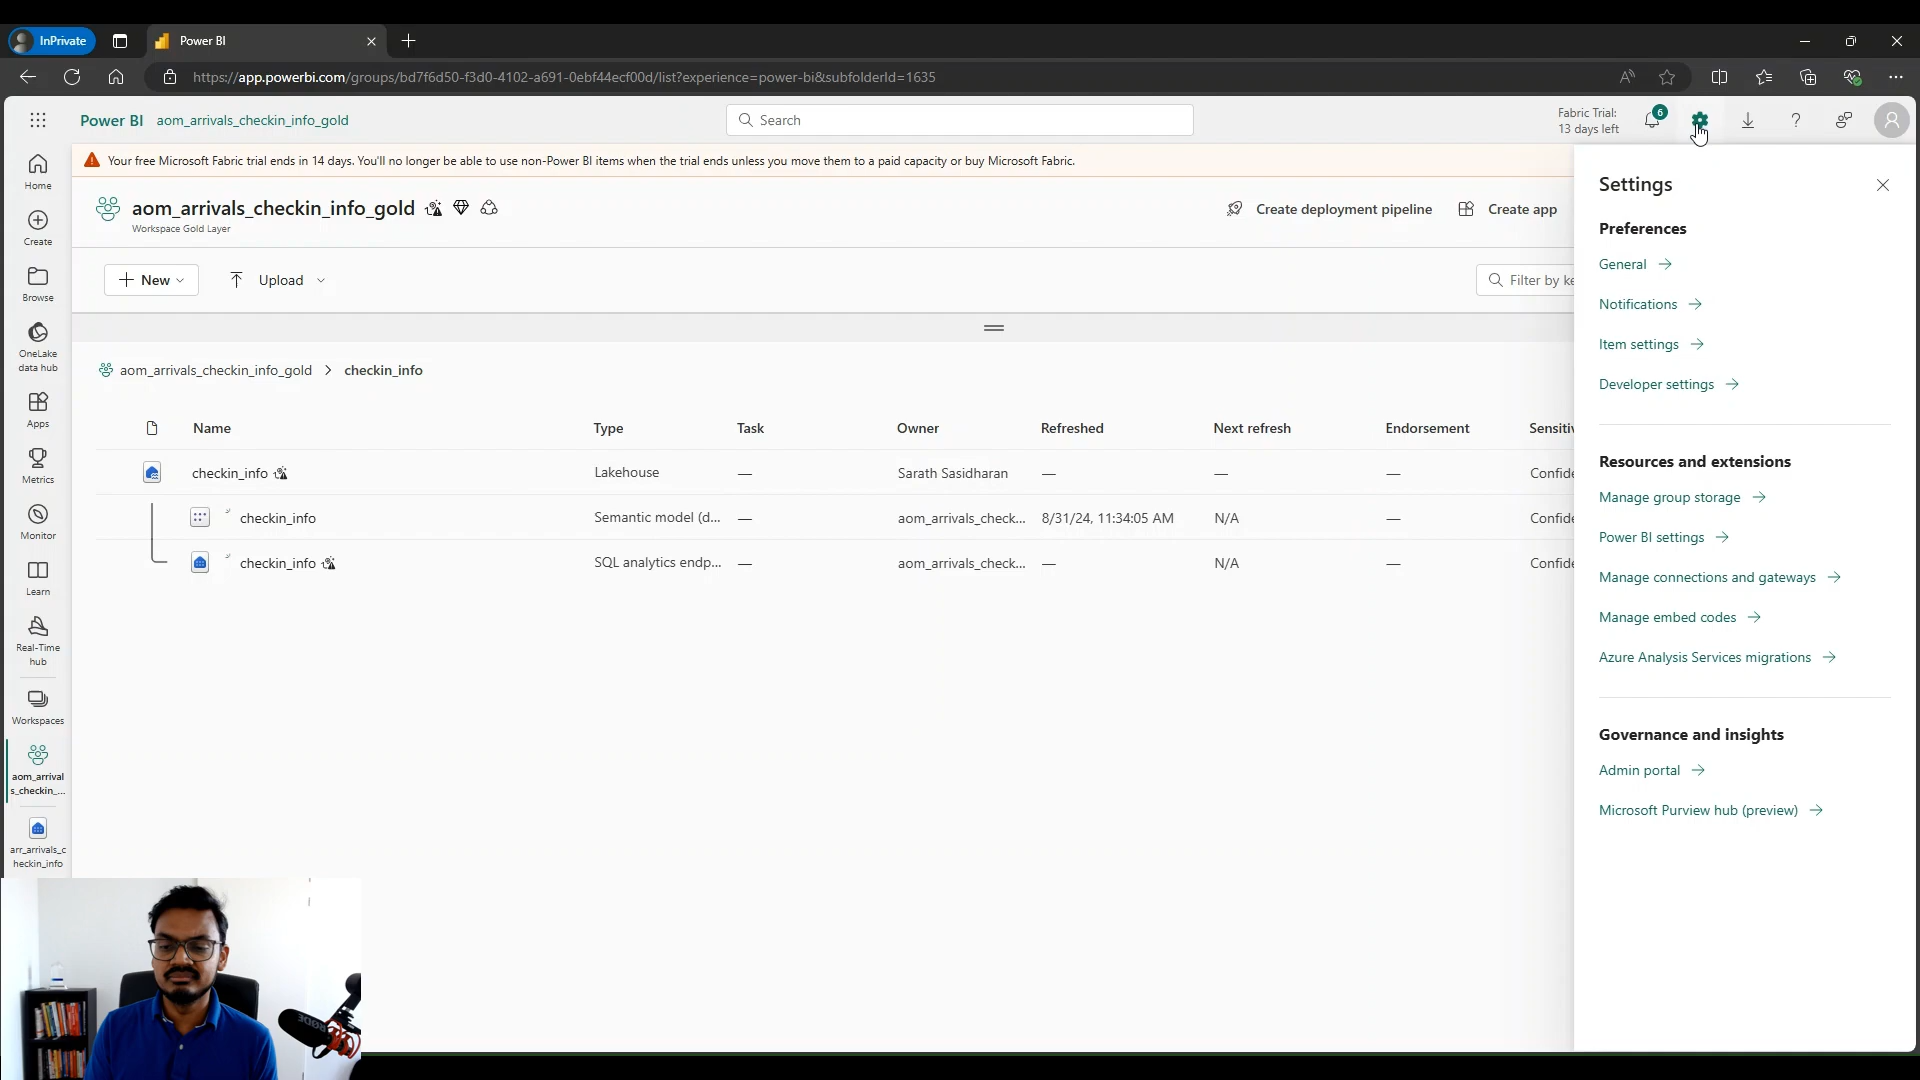 InPrivate
Power BI
https://app.powerbi.com/groups/bd7f6d50-f3d0-4102-a691-0ebf44ecf00d/list?experience=power-bi&subfolderId=1635
Power BI aom_arrivals_checkin_info_gold
Search
Fabric Trial:
13 days left
6
Your free Microsoft Fabric trial ends in 14 days. You'll no longer be able to use non-Power BI items when the trial ends unless you move them to a paid capacity or buy Microsoft Fabric.
Home
Create
Browse
OneLake
data hub
Apps
Metrics
Monitor
Learn
Real-Time
hub
Workspaces
aom_arrival
s_checkin_...
arr_arrivals_c
heckin_info
aom_arrivals_checkin_info_gold
Workspace Gold Layer
Create deployment pipeline
Create app
New
Upload
Filter by ke
aom_arrivals_checkin_info_gold > checkin_info
Name Type Task Owner Refreshed Next refresh Endorsement Sensitiv
checkin_info Lakehouse — Sarath Sasidharan — — — Confide
checkin_info Semantic model (d... — aom_arrivals_check... 8/31/24, 11:34:05 AM N/A — Confide
checkin_info SQL analytics endp... — aom_arrivals_check... — N/A — Confide
Settings
Preferences
General
Notifications
Item settings
Developer settings
Resources and extensions
Manage group storage
Power BI settings
Manage connections and gateways
Manage embed codes
Azure Analysis Services migrations
Governance and insights
Admin portal
Microsoft Purview hub (preview)
RØDE